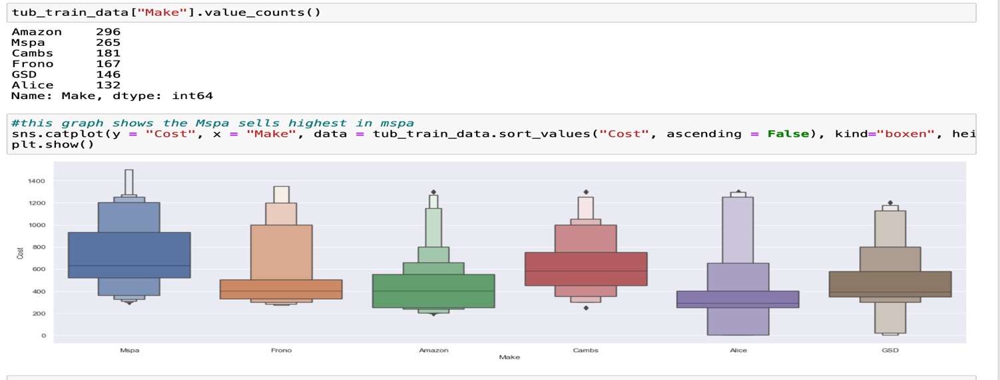 tub_train_data["Make"].value_counts()
Amazon 296
Mspa 265
Cambs 181
Frono 167
GSD 146
Alice 132
Name: Make, dtype: int64
#this graph shows the Mspa sells highest in mspa
sns.catplot(y = "Cost", x = "Make", data = tub_train_data.sort_values("Cost", ascending = False), kind="boxen", hei
plt.show()
1400
1200
1000
800
600
400
200
0
Cost
Mspa Frono Amazon Cambs Alice GSD
Make